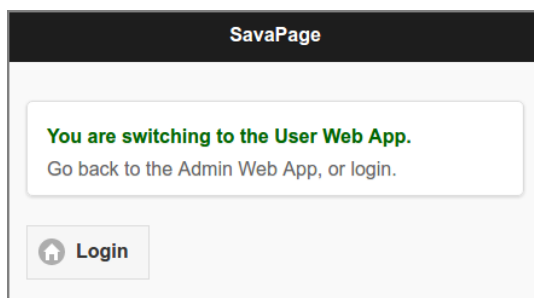 SavaPage
You are switching to the User Web App.
Go back to the Admin Web App, or login.
Login